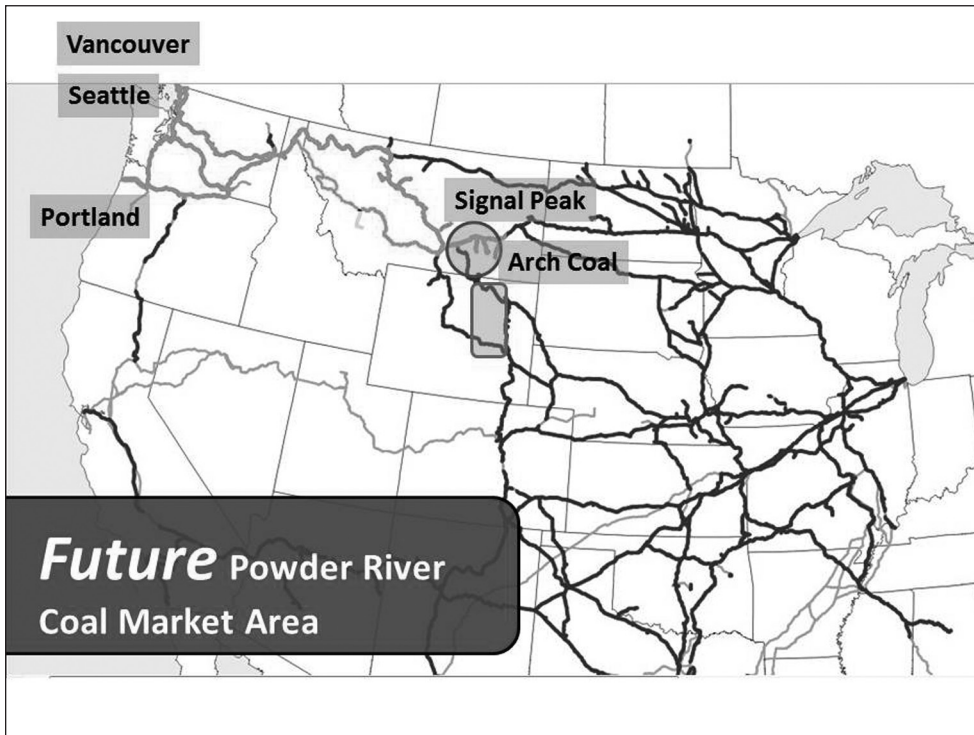 Vancouver
Seattle
Portland
Signal Peak
Arch Coal
Future Powder River
Coal Market Area